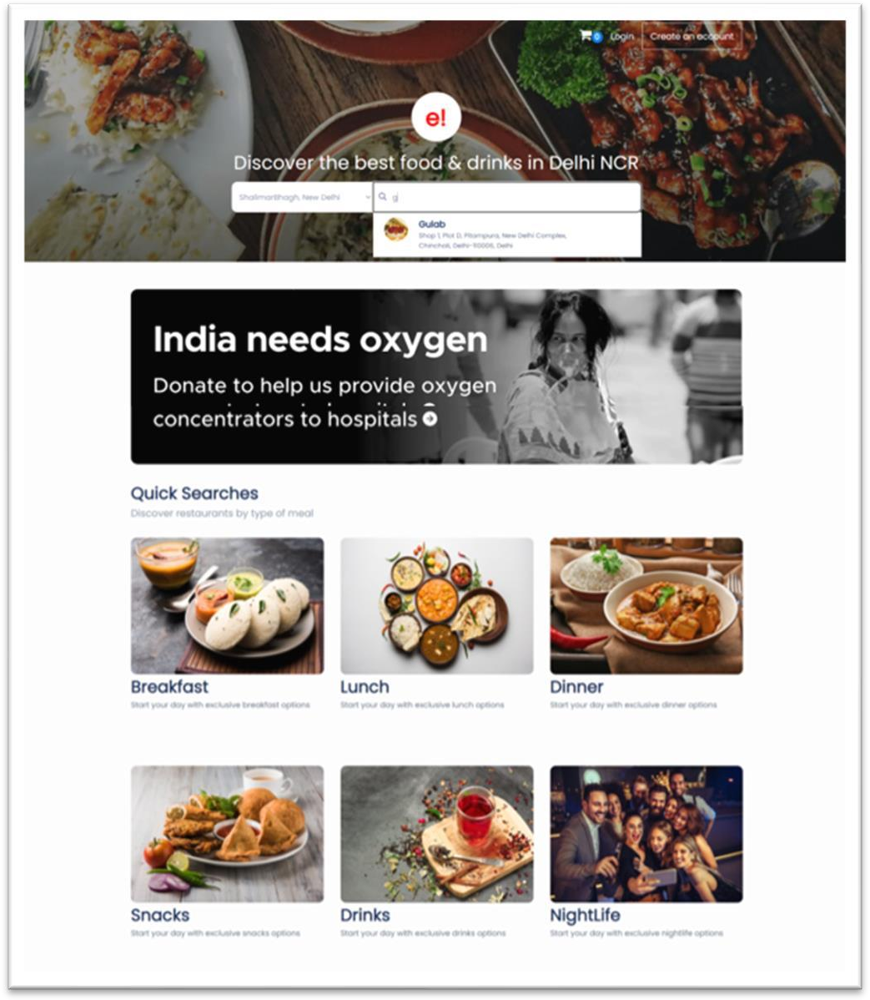 0 Login Create an account
e!
Discover the best food & drinks in Delhi NCR
ShalimarBhagh, New Delhi
g
Gulab
Shop 1, Plot D, Pitampura, New Delhi Complex,
Chincholi, Delhi-110006, Delhi
India needs oxygen
Donate to help us provide oxygen
concentrators to hospitals
Quick Searches
Discover restaurants by type of meal
Breakfast
Start your day with exclusive breakfast options
Lunch
Start your day with exclusive lunch options
Dinner
Start your day with exclusive dinner options
Snacks
Start your day with exclusive snacks options
Drinks
Start your day with exclusive drinks options
NightLife
Start your day with exclusive nightlife options